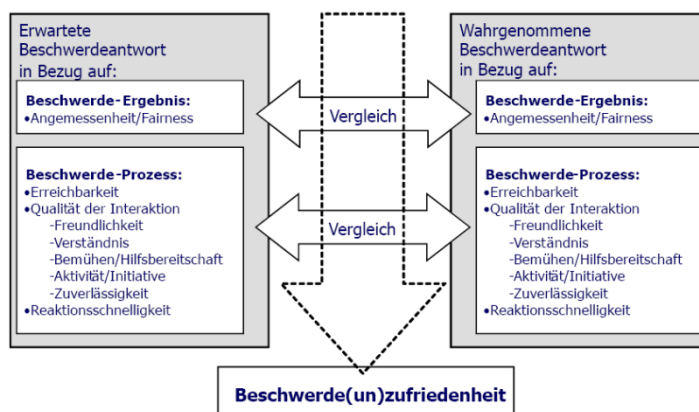 Erwartete
Beschwerdeantwort
in Bezug auf:
Beschwerde-Ergebnis:
•Angemessenheit/Fairness
Beschwerde-Prozess:
•Erreichbarkeit
•Qualität der Interaktion
-Freundlichkeit
-Verständnis
-Bemühen/Hilfsbereitschaft
-Aktivität/Initiative
-Zuverlässigkeit
•Reaktionsschnelligkeit
Vergleich
Vergleich
Wahrgenommene
Beschwerdeantwort
in Bezug auf:
Beschwerde-Ergebnis:
•Angemessenheit/Fairness
Beschwerde-Prozess:
•Erreichbarkeit
•Qualität der Interaktion
-Freundlichkeit
-Verständnis
-Bemühen/Hilfsbereitschaft
-Aktivität/Initiative
-Zuverlässigkeit
•Reaktionsschnelligkeit
Beschwerde(un)zufriedenheit